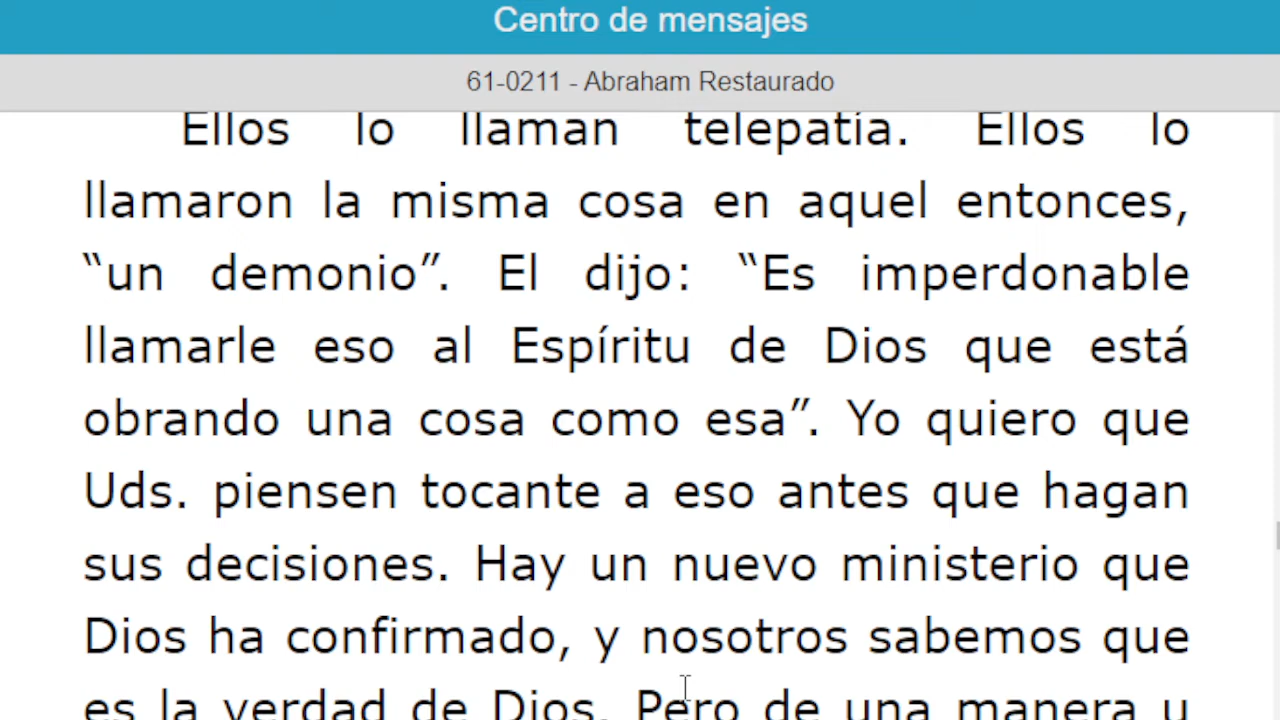 Centro de mensajes
61-0211 - Abraham Restaurado
Ellos lo llaman telepatía. Ellos lo
llamaron la misma cosa en aquel entonces,
“un demonio”. El dijo: “Es imperdonable
llamarle eso al Espíritu de Dios que está
obrando una cosa como esa”. Yo quiero que
Uds. piensen tocante a eso antes que hagan
sus decisiones. Hay un nuevo ministerio que
Dios ha confirmado, y nosotros sabemos que
es la verdad de Dios. Pero de una manera u